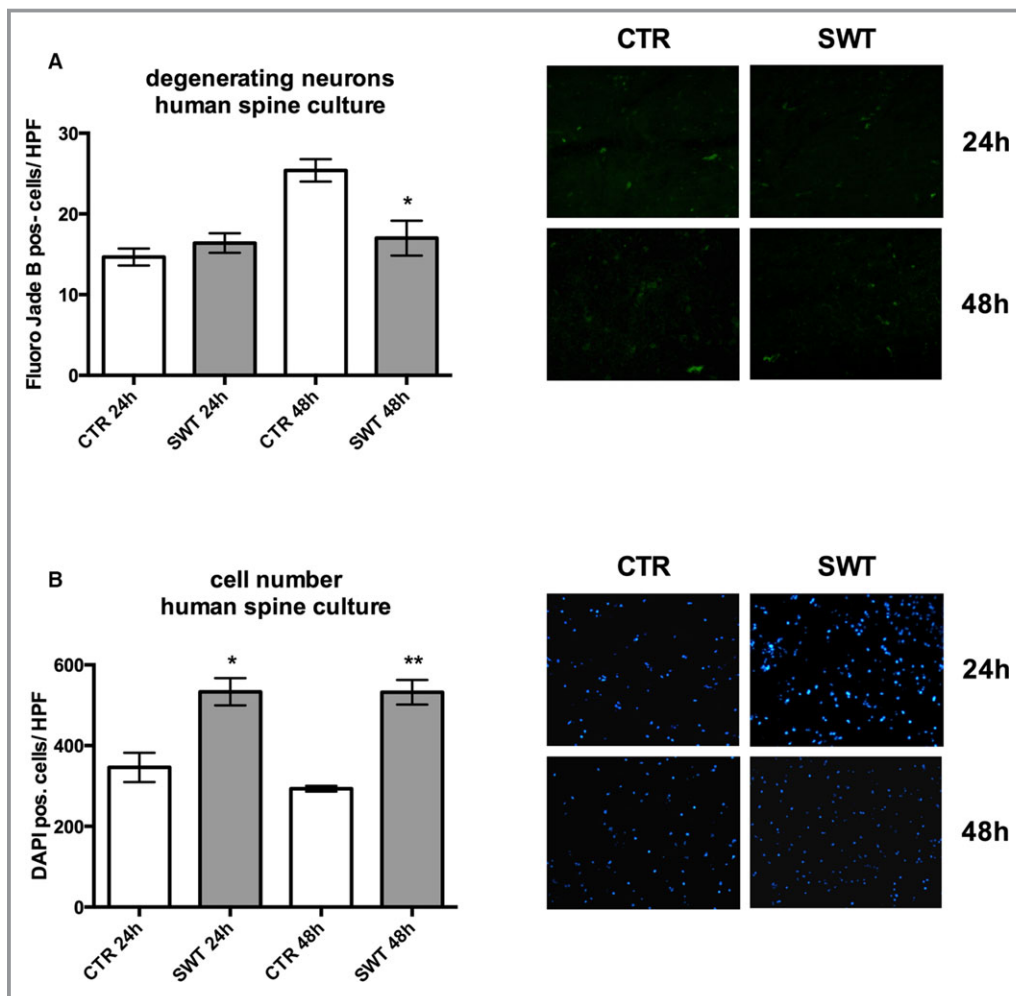 A
degenerating neurons
human spine culture
Fluoro Jade B pos- cells/ HPF
30
20
10
0
*
CTR 24h
SWT 24h
CTR 48h
SWT 48h
CTR
SWT
24h
48h
B
cell number
human spine culture
DAPI pos. cells/ HPF
600
400
200
0
*
**
CTR 24h
SWT 24h
CTR 48h
SWT 48h
CTR
SWT
24h
48h